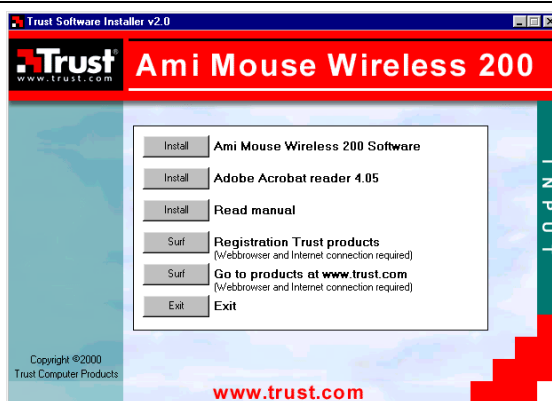 Trust Software Installer v2.0
Trust
www.trust.com
Ami Mouse Wireless 200
Install Ami Mouse Wireless 200 Software
Install Adobe Acrobat reader 4.05
Install Read manual
Surf Registration Trust products
(Webbrowser and Internet connection required)
Surf Go to products at www.trust.com
(Webbrowser and Internet connection required)
Exit Exit
INPUT
Copyright ©2000
Trust Computer Products
www.trust.com